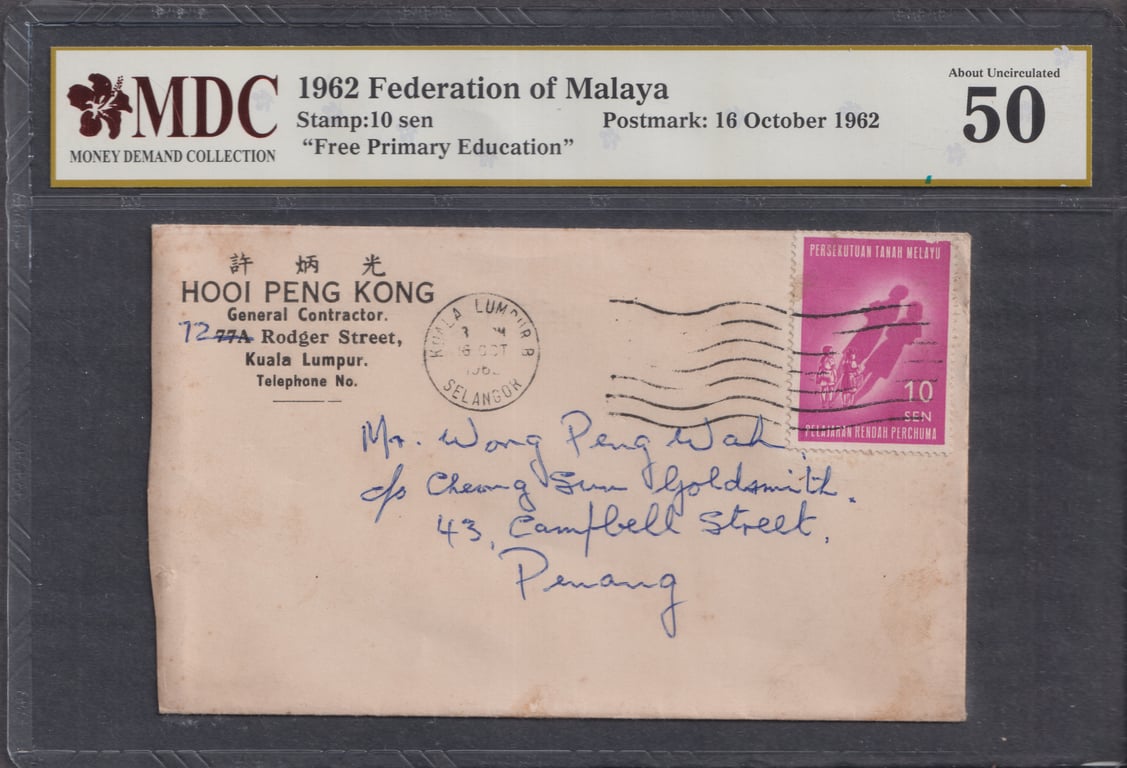 MDC
MONEY DEMAND COLLECTION
1962 Federation of Malaya
Stamp:10 sen Postmark: 16 October 1962
“Free Primary Education”
About Uncirculated
50
許 炳 光
HOOI PENG KONG
General Contractor.
72 77A Rodger Street,
Kuala Lumpur.
Telephone No.
KUALA LUMPUR B
16 OCT
SELANGOR
PERSEKUTUAN TANAH MELAYU
10
SEN
PELAJARAN RENDAH PERCHUMA
Mr. Wong Peng Wah,
c/o Cheong Sun Goldsmith.
43, Campbell Street,
Penang